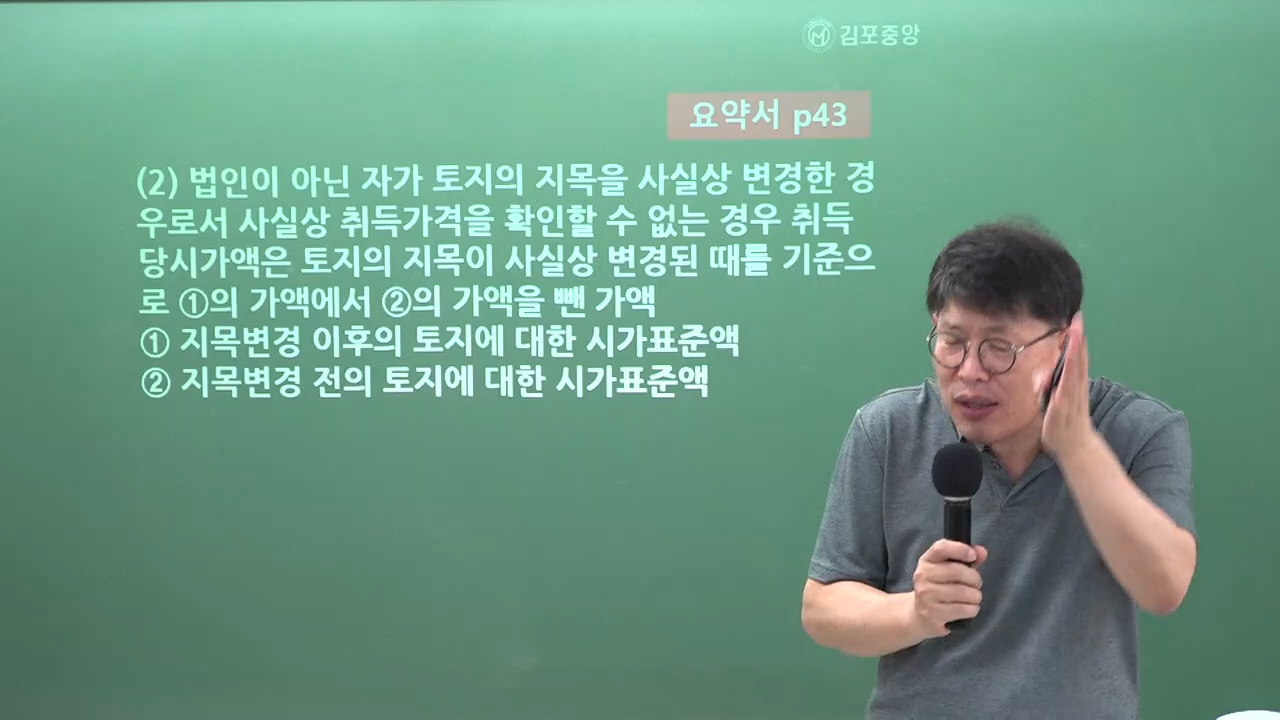 김포중앙
요약서 p43
(2) 법인이 아닌 자가 토지의 지목을 사실상 변경한 경
우로서 사실상 취득가격을 확인할 수 없는 경우 취득
당시가액은 토지의 지목이 사실상 변경된 때를 기준으
로 ①의 가액에서 ②의 가액을 뺀 가액
① 지목변경 이후의 토지에 대한 시가표준액
② 지목변경 전의 토지에 대한 시가표준액